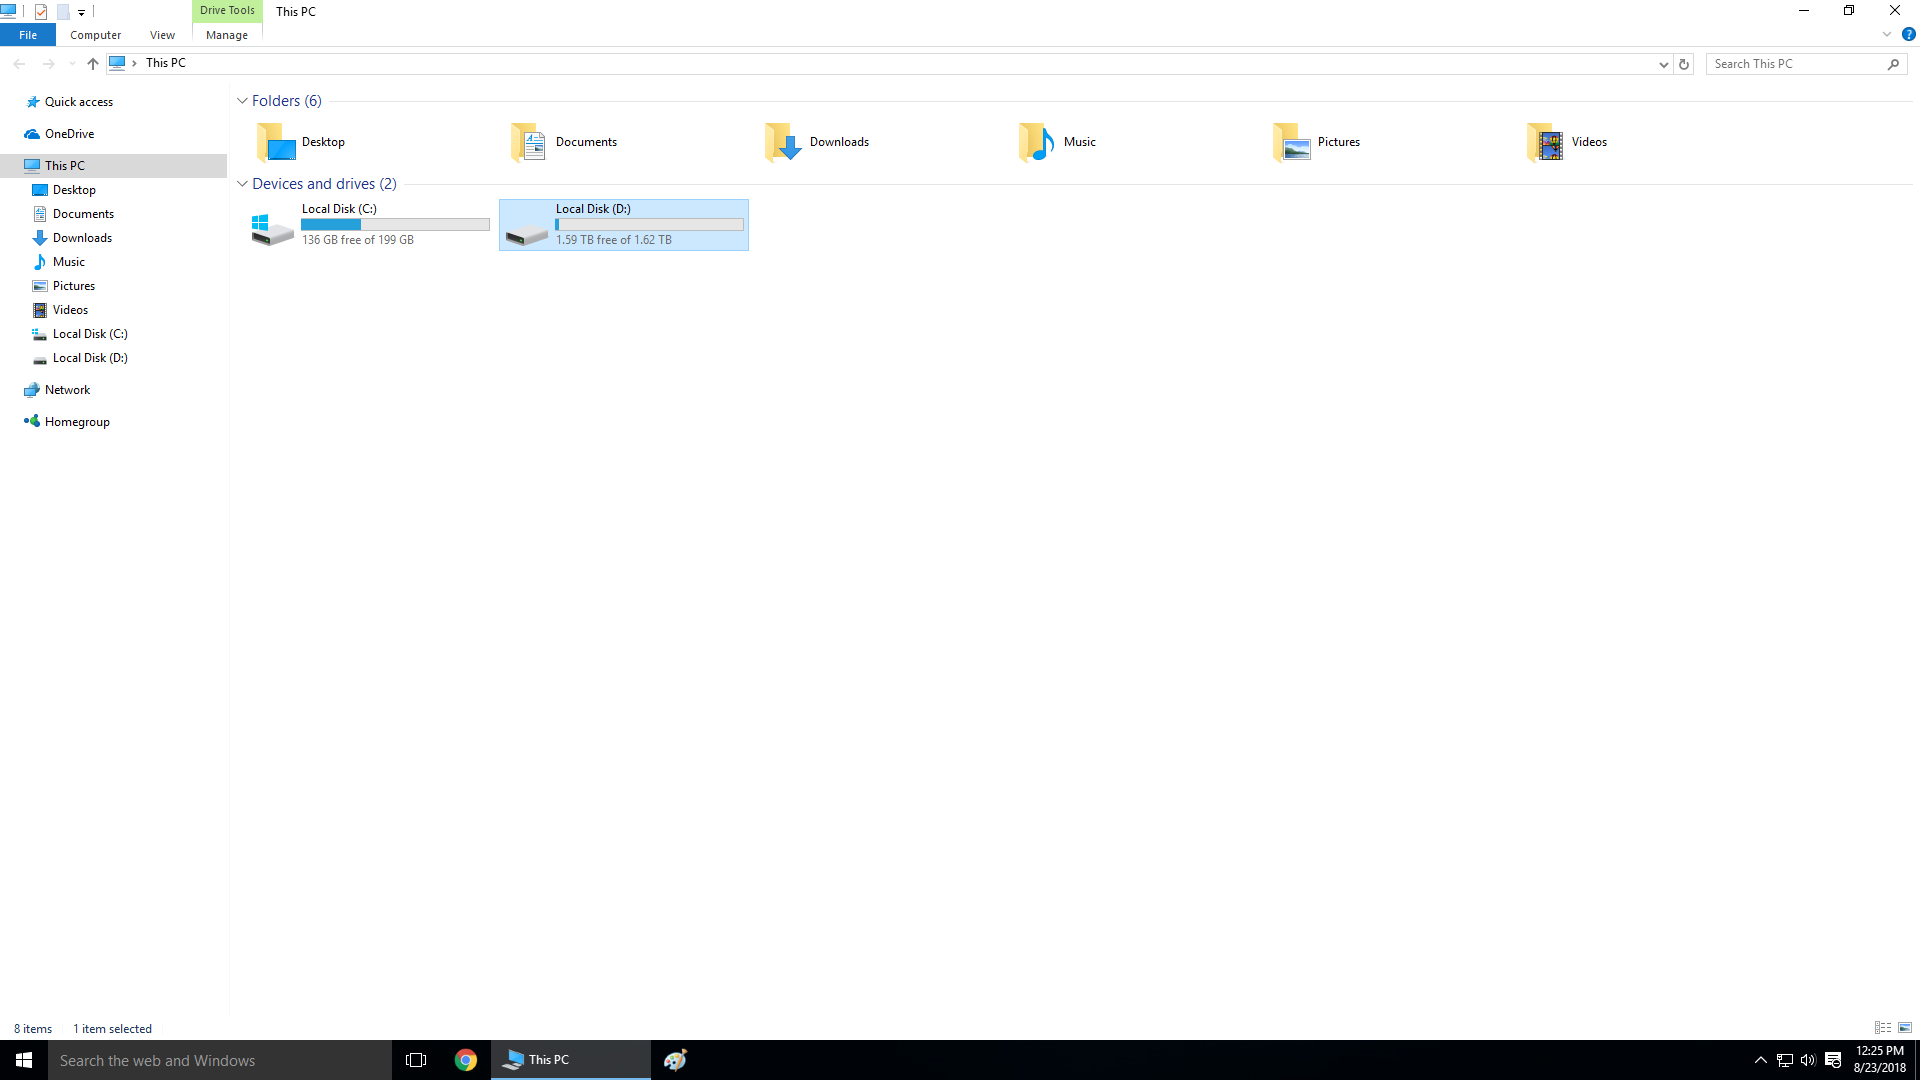 Drive Tools
This PC
File
Computer
View
Manage
This PC
Search This PC
Quick access
OneDrive
This PC
Desktop
Documents
Downloads
Music
Pictures
Videos
Local Disk (C:)
Local Disk (D:)
Network
Homegroup
Folders (6)
Desktop
Documents
Downloads
Music
Pictures
Videos
Devices and drives (2)
Local Disk (C:)
136 GB free of 199 GB
Local Disk (D:)
1.59 TB free of 1.62 TB
8 items
1 item selected
Search the web and Windows
This PC
12:25 PM
8/23/2018